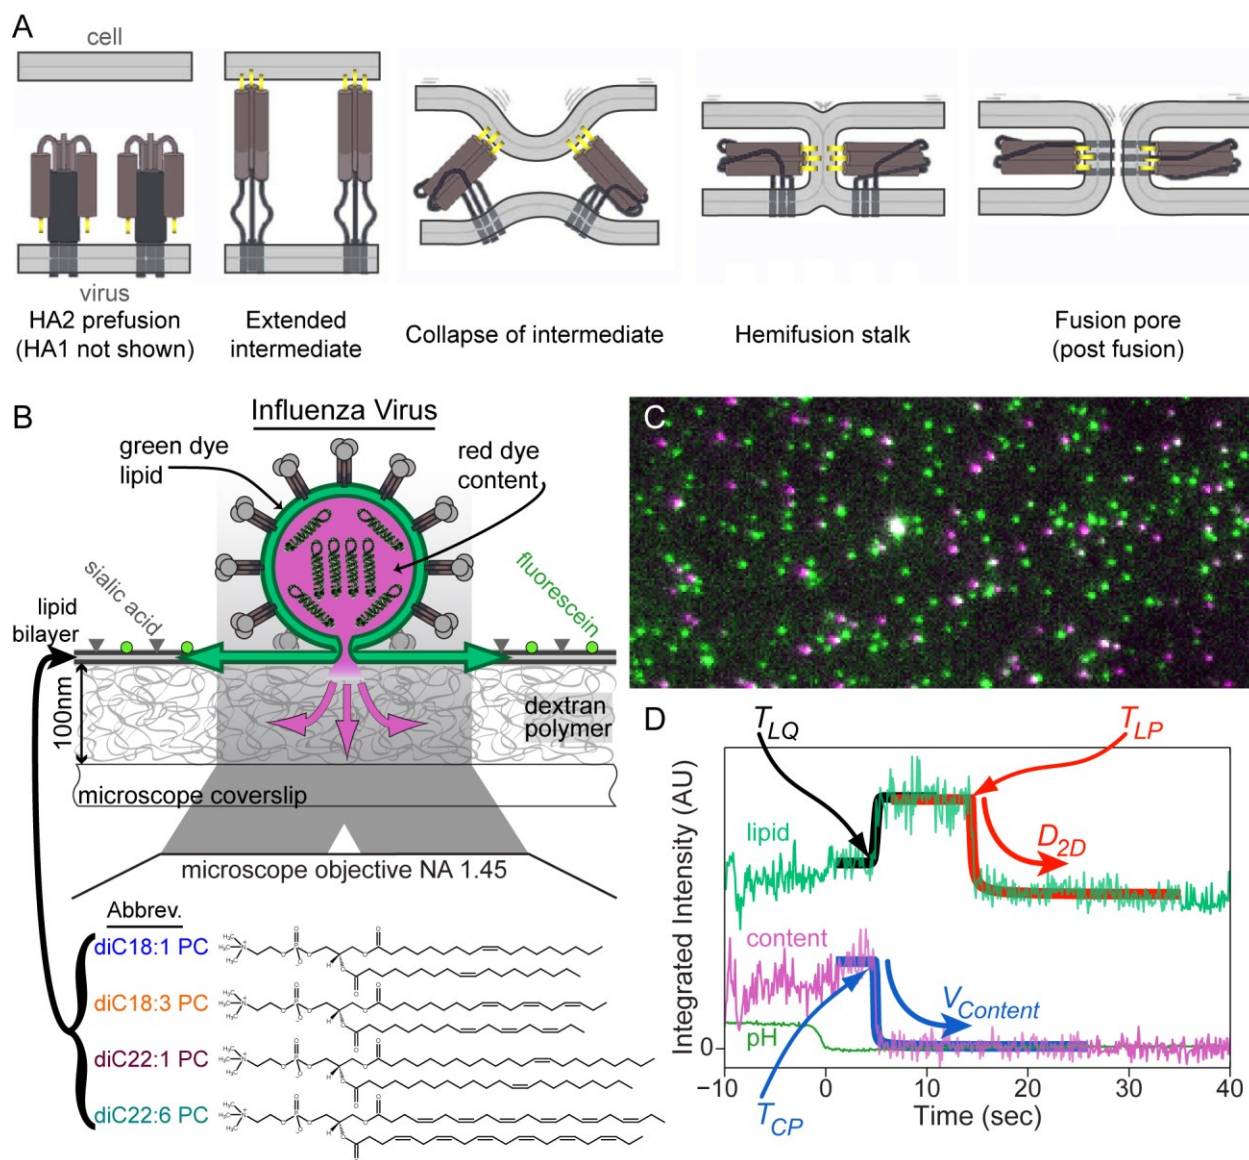 A
cell
virus
HA2 prefusion
(HA1 not shown)
Extended
intermediate
Collapse of intermediate
Hemifusion stalk
Fusion pore
(post fusion)
B
Influenza Virus
green dye
lipid
red dye
content
sialic acid
fluorescein
lipid
bilayer
100nm
dextran
polymer
microscope coverslip
microscope objective NA 1.45
Abbrev.
diC18:1 PC
diC18:3 PC
diC22:1 PC
diC22:6 PC
C
D
T_LQ
T_LP
lipid
D_2D
content
V_Content
pH
T_CP
Integrated Intensity (AU)
0
−10 0 10 20 30 40
Time (sec)